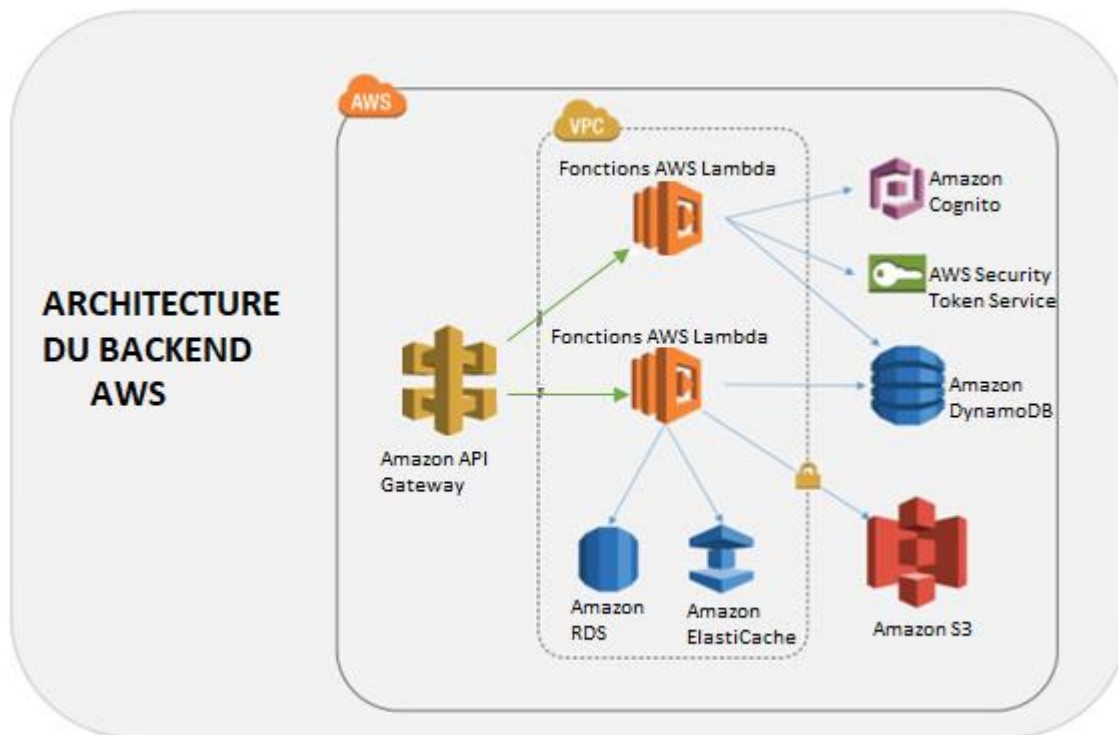 AWS
VPC
Fonctions AWS Lambda
Amazon
Cognito
AWS Security
Token Service
ARCHITECTURE
DU BACKEND
AWS
Fonctions AWS Lambda
Amazon
DynamoDB
Amazon API
Gateway
Amazon
RDS
Amazon
ElastiCache
Amazon S3